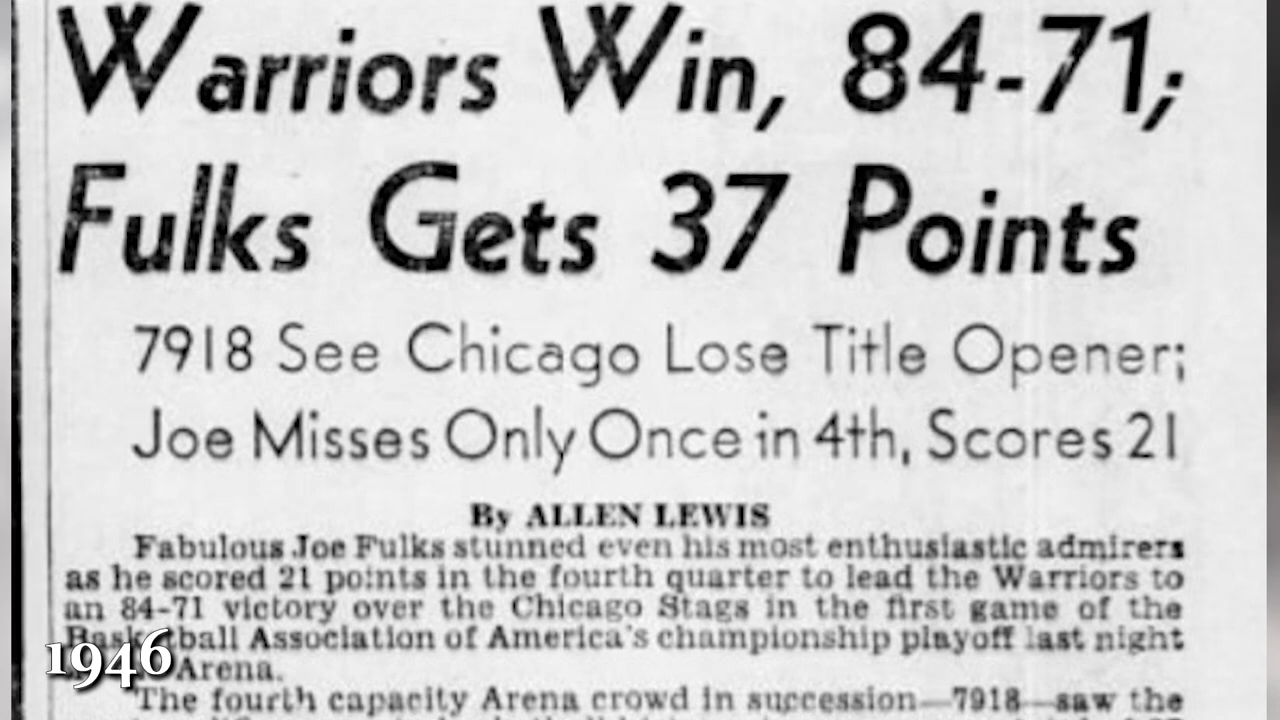 Warriors Win, 84-71;
Fulks Gets 37 Points
7918 See Chicago Lose Title Opener;
Joe Misses Only Once in 4th, Scores 21
By ALLEN LEWIS
Fabulous Joe Fulks stunned even his most enthusiastic admirers
as he scored 21 points in the fourth quarter to lead the Warriors to
an 84-71 victory over the Chicago Stags in the first game of the
Basketball Association of America's championship playoff last night
Arena.
1946
The fourth capacity Arena crowd in succession—7918—saw the